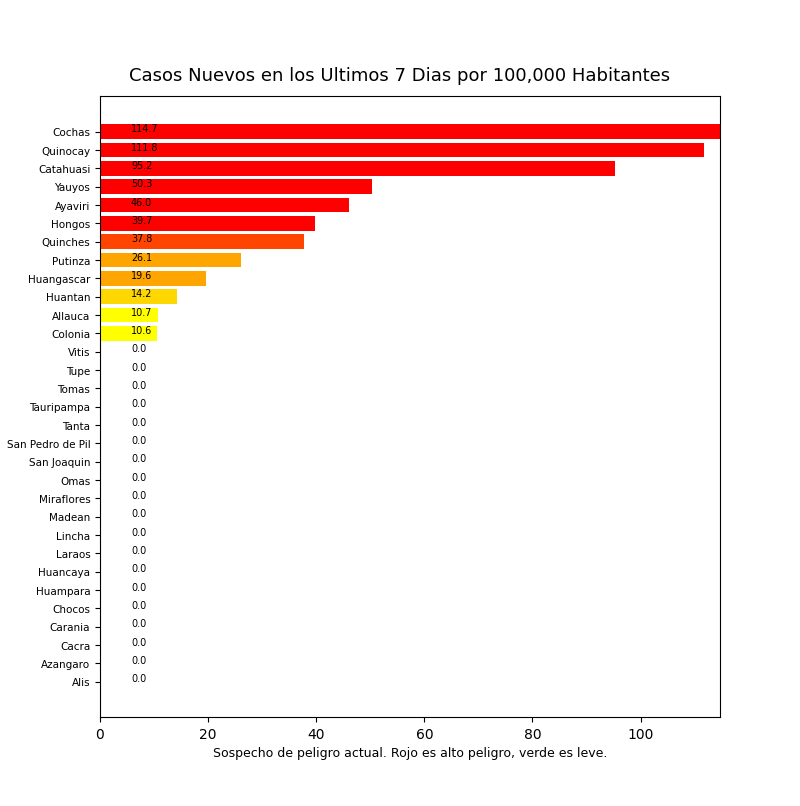 Casos Nuevos en los Ultimos 7 Dias por 100,000 Habitantes
Cochas 114.7
Quinocay 111.8
Catahuasi 95.2
Yauyos 50.3
Ayaviri 46.0
Hongos 39.7
Quinches 37.8
Putinza 26.1
Huangascar 19.6
Huantan 14.2
Allauca 10.7
Colonia 10.6
Vitis 0.0
Tupe 0.0
Tomas 0.0
Tauripampa 0.0
Tanta 0.0
San Pedro de Pil 0.0
San Joaquin 0.0
Omas 0.0
Miraflores 0.0
Madean 0.0
Lincha 0.0
Laraos 0.0
Huancaya 0.0
Huampara 0.0
Chocos 0.0
Carania 0.0
Cacra 0.0
Azangaro 0.0
Alis 0.0
0 20 40 60 80 100
Sospecho de peligro actual. Rojo es alto peligro, verde es leve.